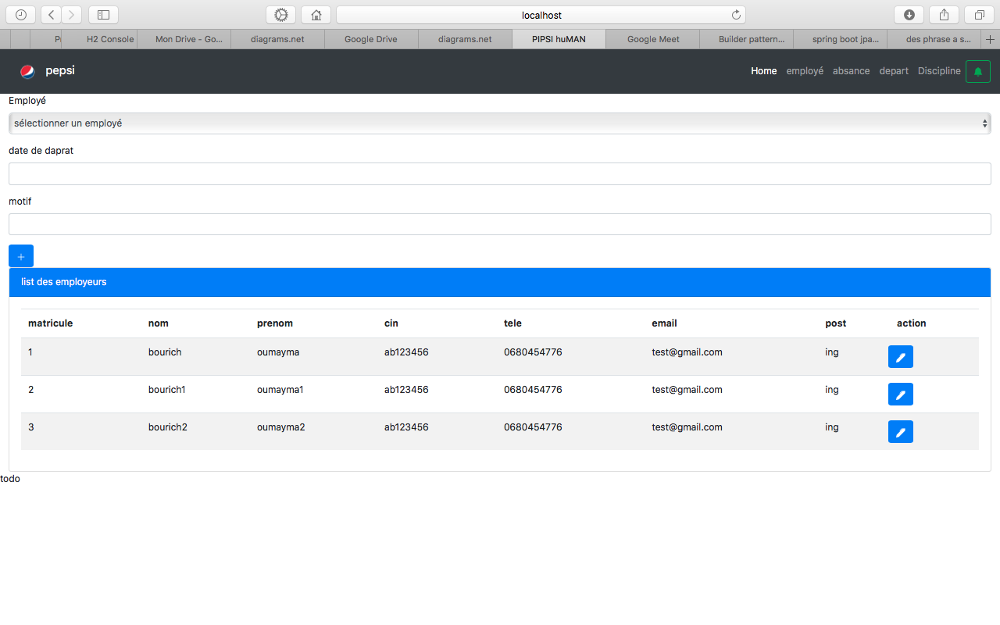 localhost
P
H2 Console
Mon Drive - Go...
diagrams.net
Google Drive
diagrams.net
PIPSI huMAN
Google Meet
Builder pattern...
spring boot jpa...
des phrase a s...
pepsi
Home employé absance depart Discipline
Employé
sélectionner un employé
date de daprat
motif
+
list des employeurs
matricule nom prenom cin tele email post action
1 bourich oumayma ab123456 0680454776 test@gmail.com ing
2 bourich1 oumayma1 ab123456 0680454776 test@gmail.com ing
3 bourich2 oumayma2 ab123456 0680454776 test@gmail.com ing
todo